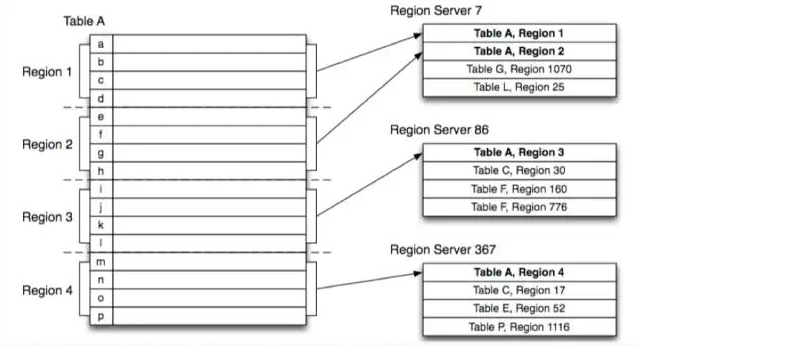 Table A
a
b
c
d
e
f
g
h
i
j
k
l
m
n
o
p
Region 1
Region 2
Region 3
Region 4
Region Server 7
Table A, Region 1
Table A, Region 2
Table G, Region 1070
Table L, Region 25
Region Server 86
Table A, Region 3
Table C, Region 30
Table F, Region 160
Table F, Region 776
Region Server 367
Table A, Region 4
Table C, Region 17
Table E, Region 52
Table P, Region 1116